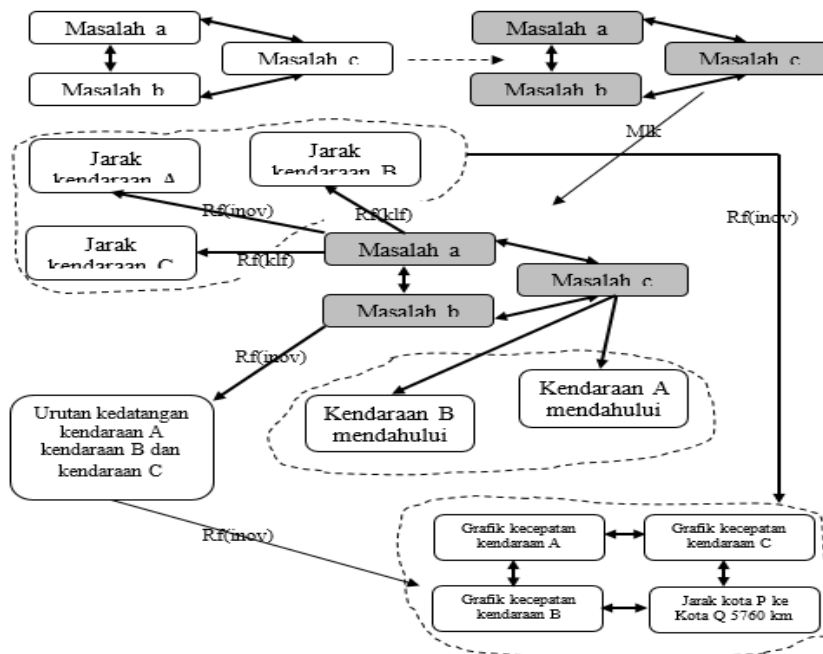 Masalah a
Masalah b
Masalah c
Masalah a
Masalah b
Masalah c
Mlk
Jarak
kendaraan A
Jarak
kendaraan B
Rf(inov)
Rf(klf)
Rf(inov)
Jarak
kendaraan C
Rf(klf)
Masalah a
Masalah c
Masalah b
Rf(inov)
Urutan kedatangan
kendaraan A
kendaraan B dan
kendaraan C
Kendaraan B
mendahului
Kendaraan A
mendahului
Rf(inov)
Grafik kecepatan
kendaraan A
Grafik kecepatan
kendaraan C
Grafik kecepatan
kendaraan B
Jarak kota P ke
Kota Q 5760 km